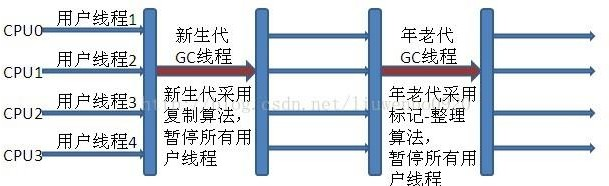 CPU0 用户线程1
CPU1 用户线程2
CPU2 用户线程3
CPU3 用户线程4
新生代
GC线程
新生代采用
复制算法，
暂停所有用
户线程
年老代
GC线程
年老代采用
标记-整理
算法，
暂停所有用
户线程